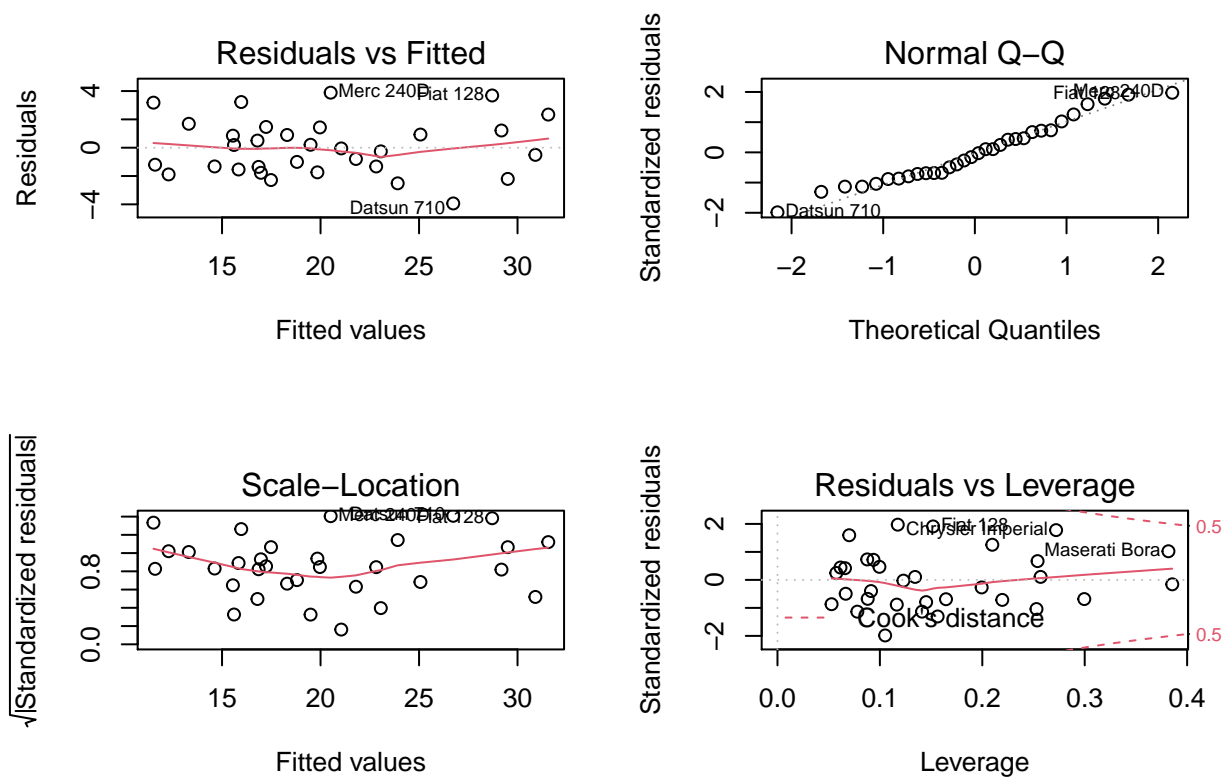 Residuals vs Fitted
Residuals
4
0
−4
Merc 240D
Fiat 128
Datsun 710
15 20 25 30
Fitted values
Normal Q−Q
Standardized residuals
2
0
−2
Fiat 128
Merc 240D
Datsun 710
−2 −1 0 1 2
Theoretical Quantiles
Scale−Location
√|Standardized residuals|
0.8
0.0
Merc 240D
Datsun 710
Fiat 128
15 20 25 30
Fitted values
Residuals vs Leverage
Standardized residuals
2
0
−2
Fiat 128
Chrysler Imperial
Maserati Bora
Cook's distance
0.5
0.5
0.0 0.1 0.2 0.3 0.4
Leverage